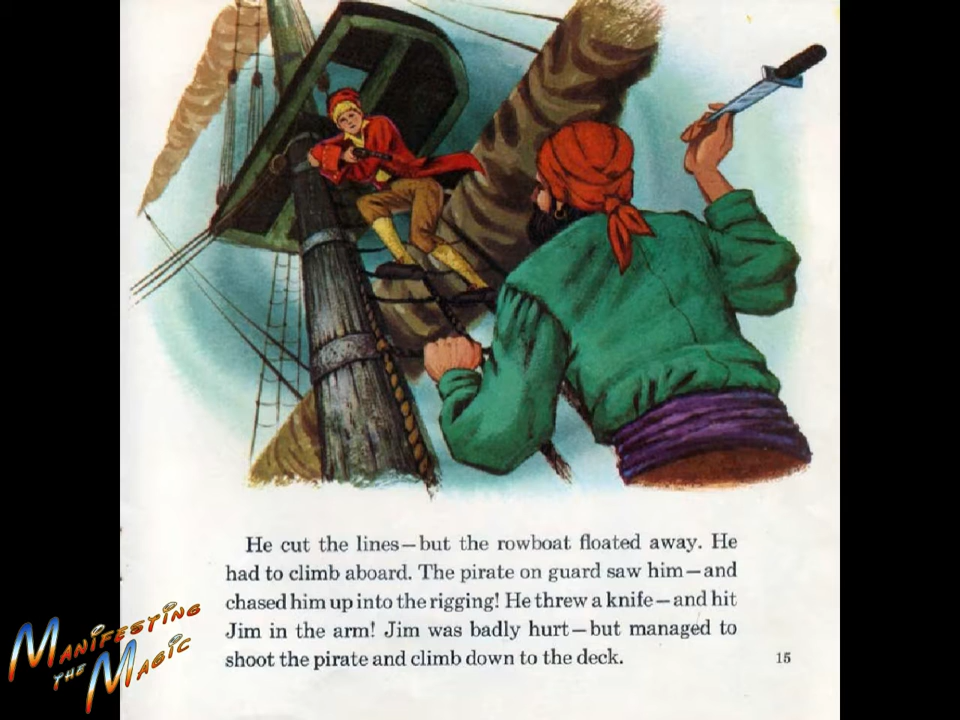 He cut the lines—but the rowboat floated away. He
had to climb aboard. The pirate on guard saw him—and
chased him up into the rigging! He threw a knife—and hit
Jim in the arm! Jim was badly hurt—but managed to
shoot the pirate and climb down to the deck.
15
MANIFESTING
THE
MAGIC